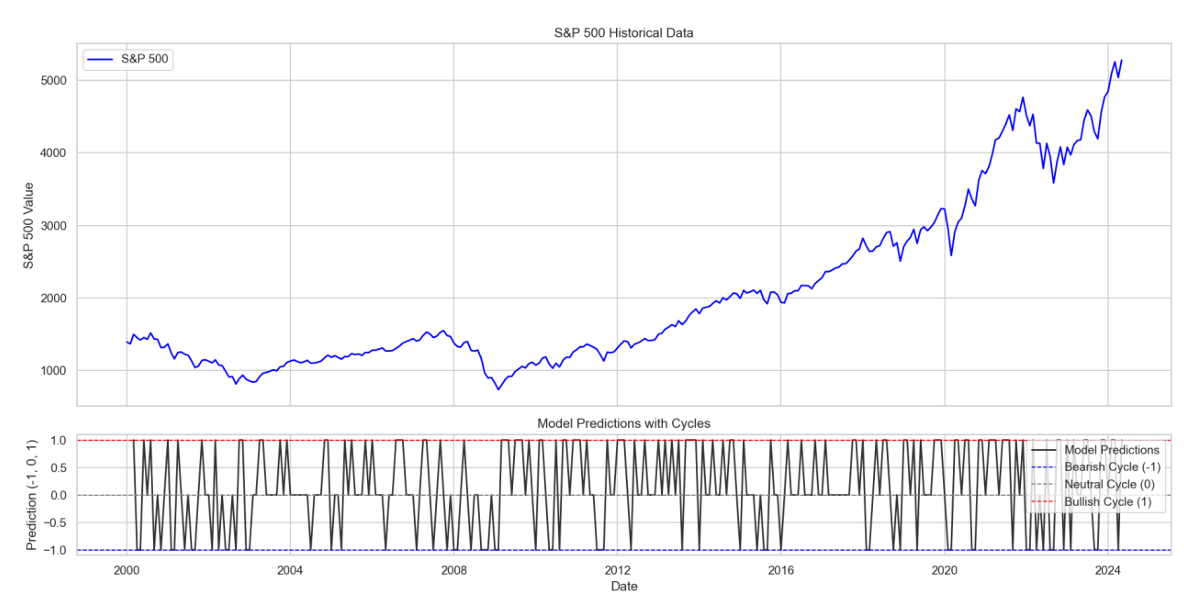 S&P 500 Historical Data
S&P 500
5000
4000
3000
2000
1000
S&P 500 Value
Model Predictions with Cycles
1.0
0.5
0.0
−0.5
−1.0
Prediction (-1, 0, 1)
Model Predictions
Bearish Cycle (-1)
Neutral Cycle (0)
Bullish Cycle (1)
2000 2004 2008 2012 2016 2020 2024
Date